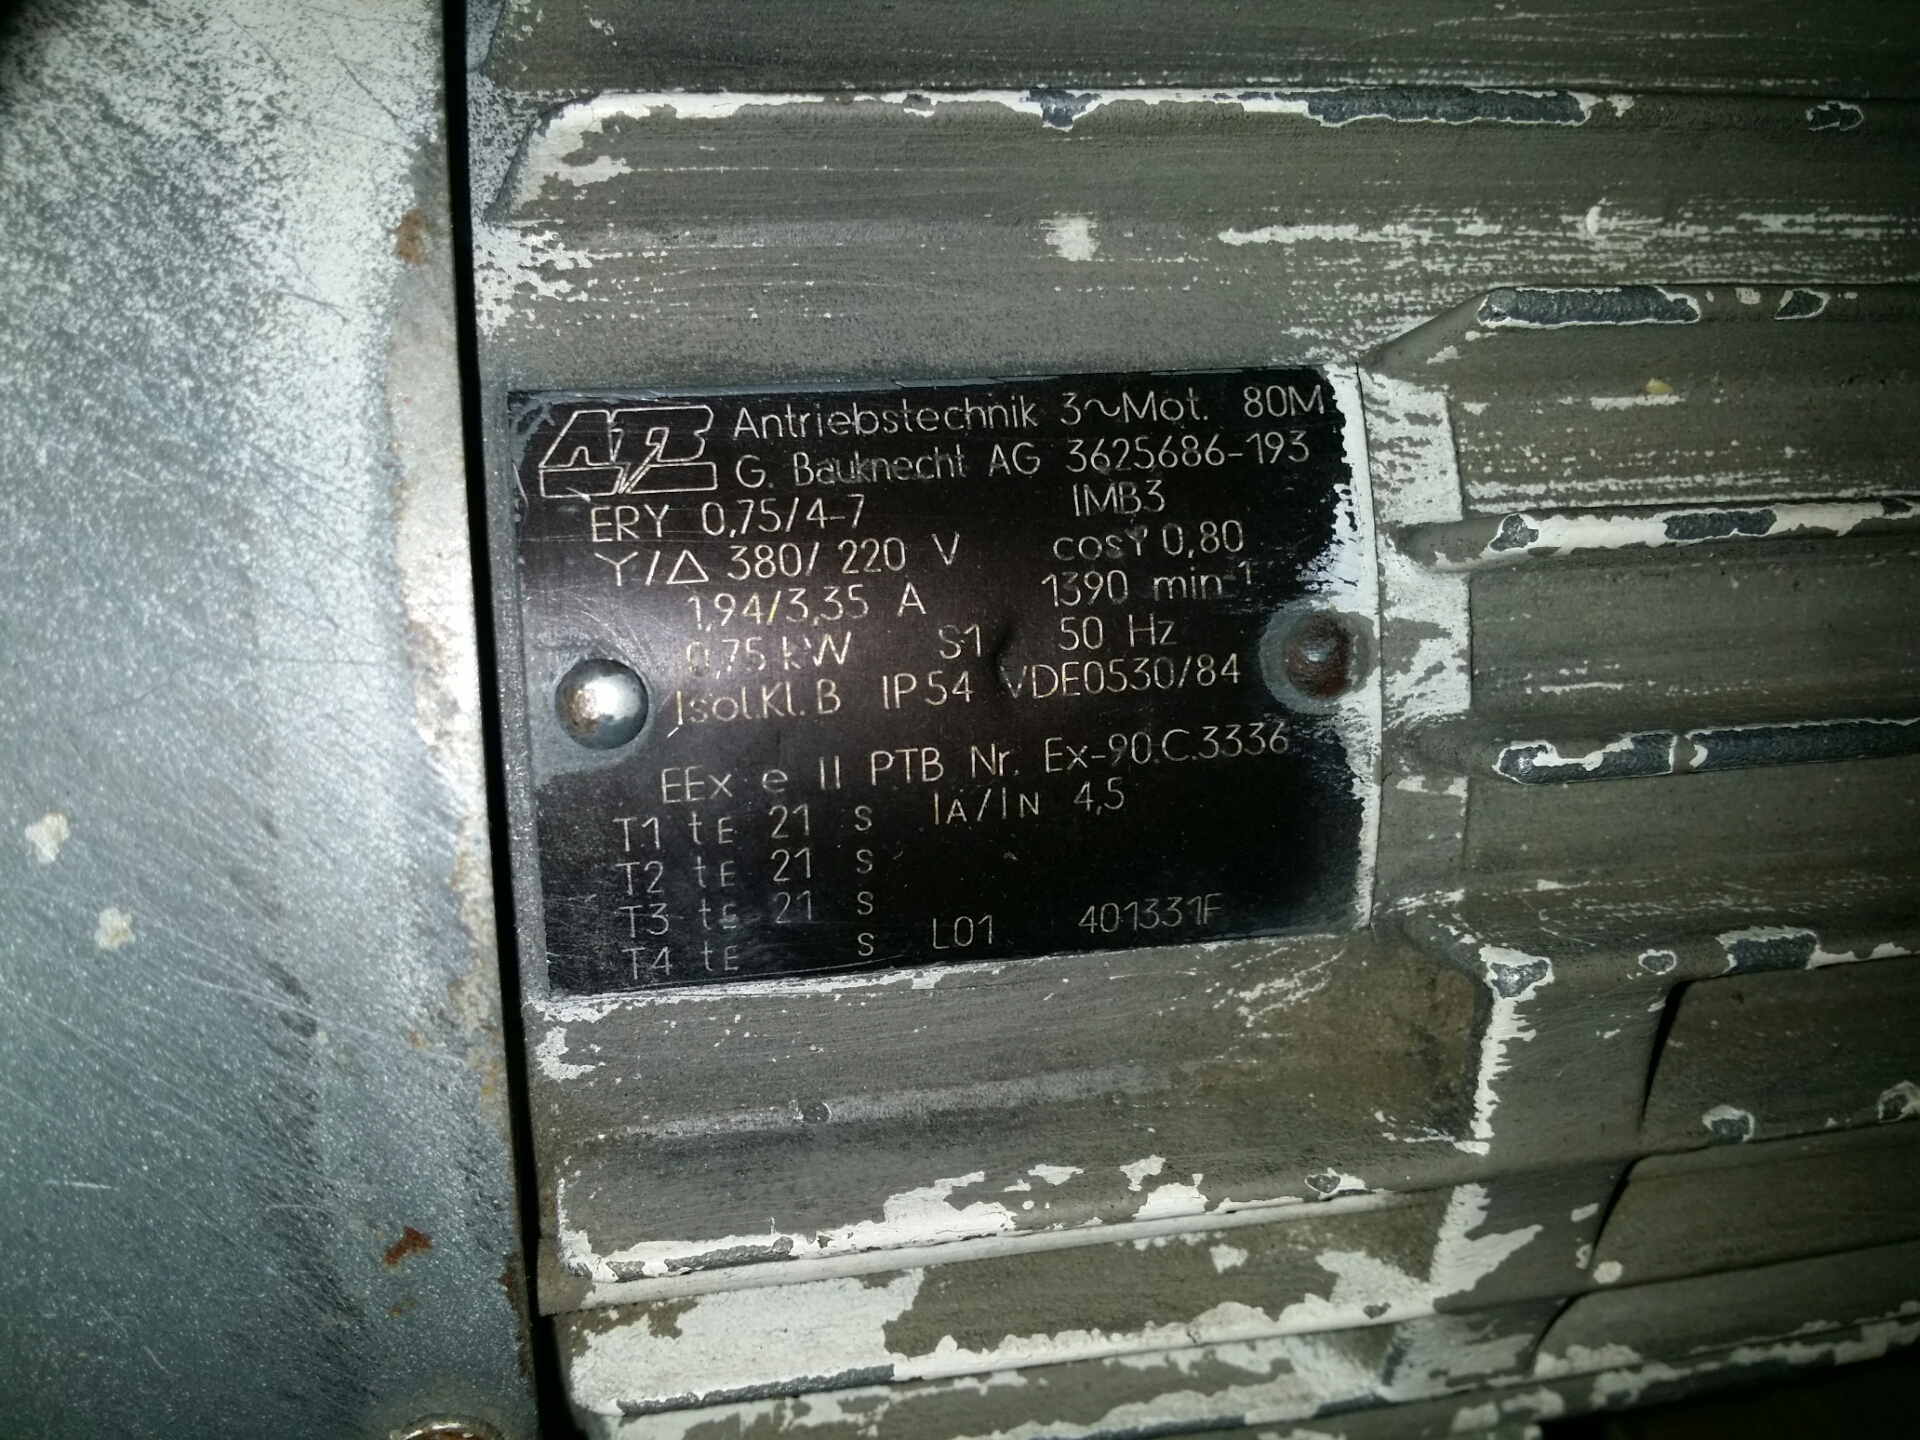 ATB Antriebstechnik 3~Mot. 80M
G. Bauknecht AG 3625686-193
ERY 0,75/4-7 IMB3
Y/△ 380/220 V cosφ 0,80
1,94/3,35 A 1390 min-1
0,75 kW S1 50 Hz
Isol.Kl. B IP54 VDE0530/84
EEx e II PTB Nr. Ex-90.C.3336
T1 tE 21 s IA/IN 4,5
T2 tE 21 s
T3 tE 21 s
T4 tE s L01 401331F